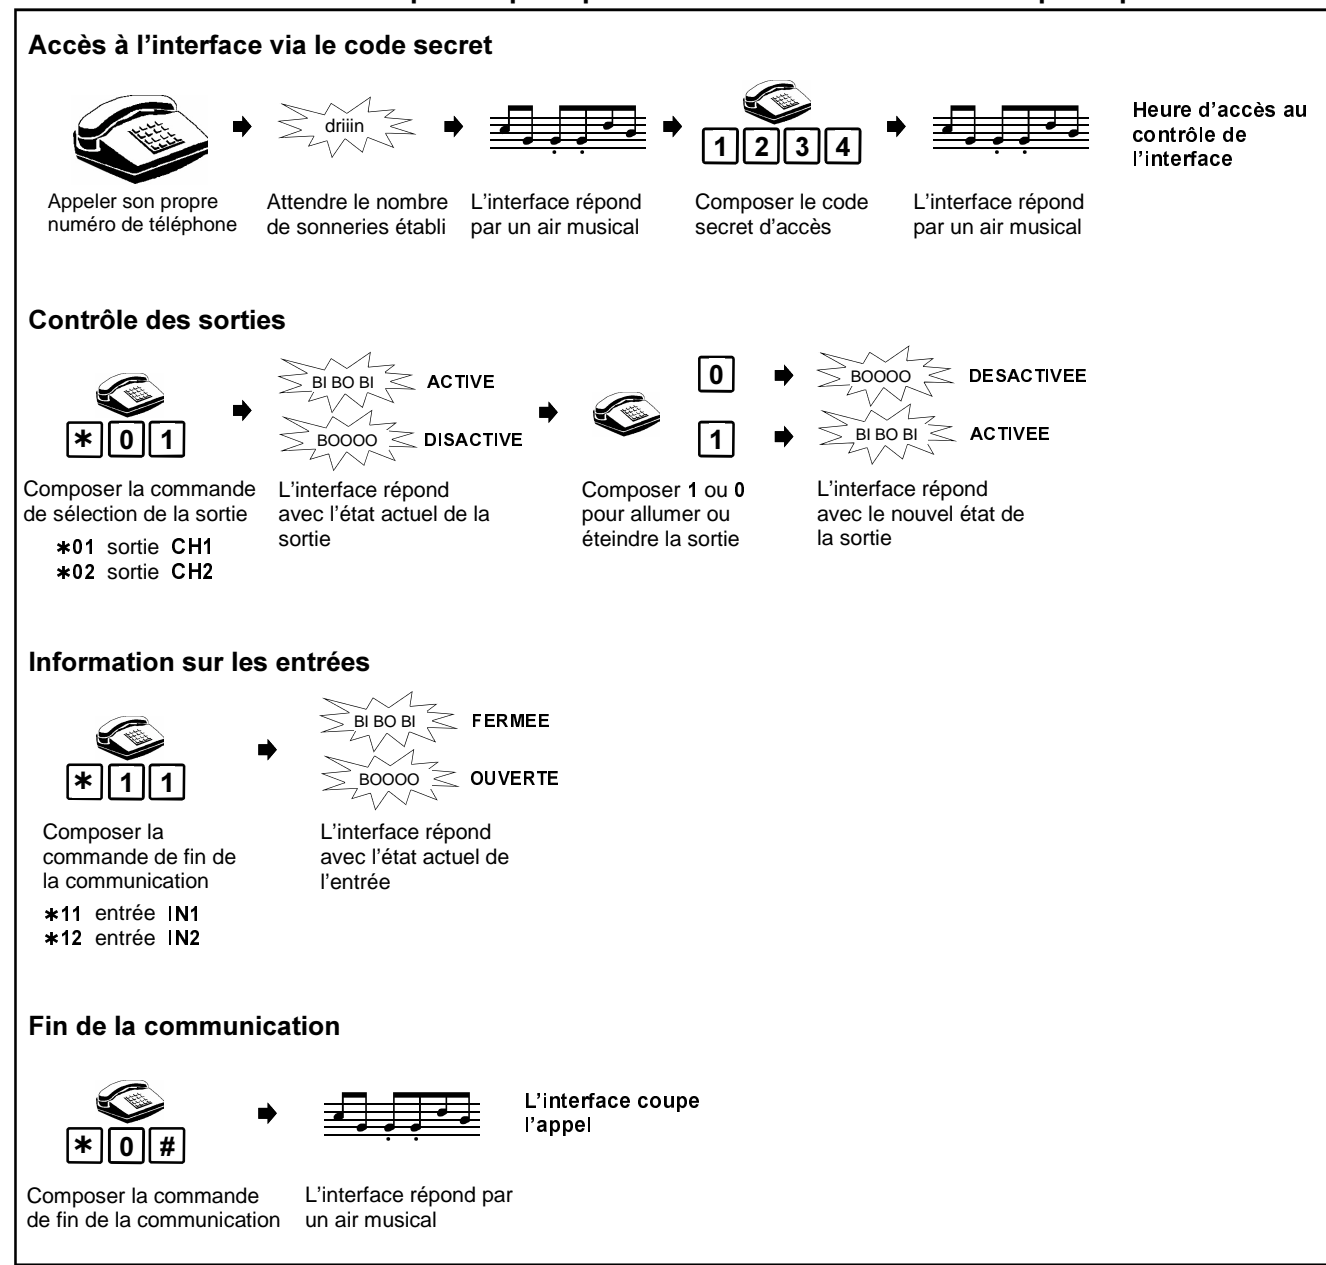 Accès à l'interface via le code secret
driiin
1 2 3 4
Heure d'accès au
contrôle de
l'interface
Appeler son propre
numéro de téléphone
Attendre le nombre
de sonneries établi
L'interface répond
par un air musical
Composer le code
secret d'accès
L'interface répond
par un air musical
Contrôle des sorties
* 0 1
BI BO BI ACTIVE
BOOOO DISACTIVE
0 BOOOO DESACTIVEE
1 BI BO BI ACTIVEE
Composer la commande
de sélection de la sortie
*01 sortie CH1
*02 sortie CH2
L'interface répond
avec l'état actuel de la
sortie
Composer 1 ou 0
pour allumer ou
éteindre la sortie
L'interface répond
avec le nouvel état de
la sortie
Information sur les entrées
* 1 1
BI BO BI FERMEE
BOOOO OUVERTE
Composer la
commande de fin de
la communication
*11 entrée IN1
*12 entrée IN2
L'interface répond
avec l'état actuel de
l'entrée
Fin de la communication
* 0 #
L'interface coupe
l'appel
Composer la commande
de fin de la communication
L'interface répond par
un air musical